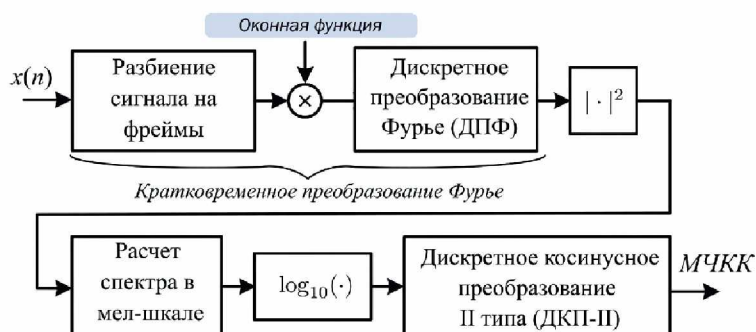 Оконная функция
x(n)
Разбиение
сигнала на
фреймы
×
Дискретное
преобразование
Фурье (ДПФ)
| · |²
Кратковременное преобразование Фурье
Расчет
спектра в
мел-шкале
log₁₀(·)
Дискретное косинусное
преобразование
II типа (ДКП-II)
МЧКК